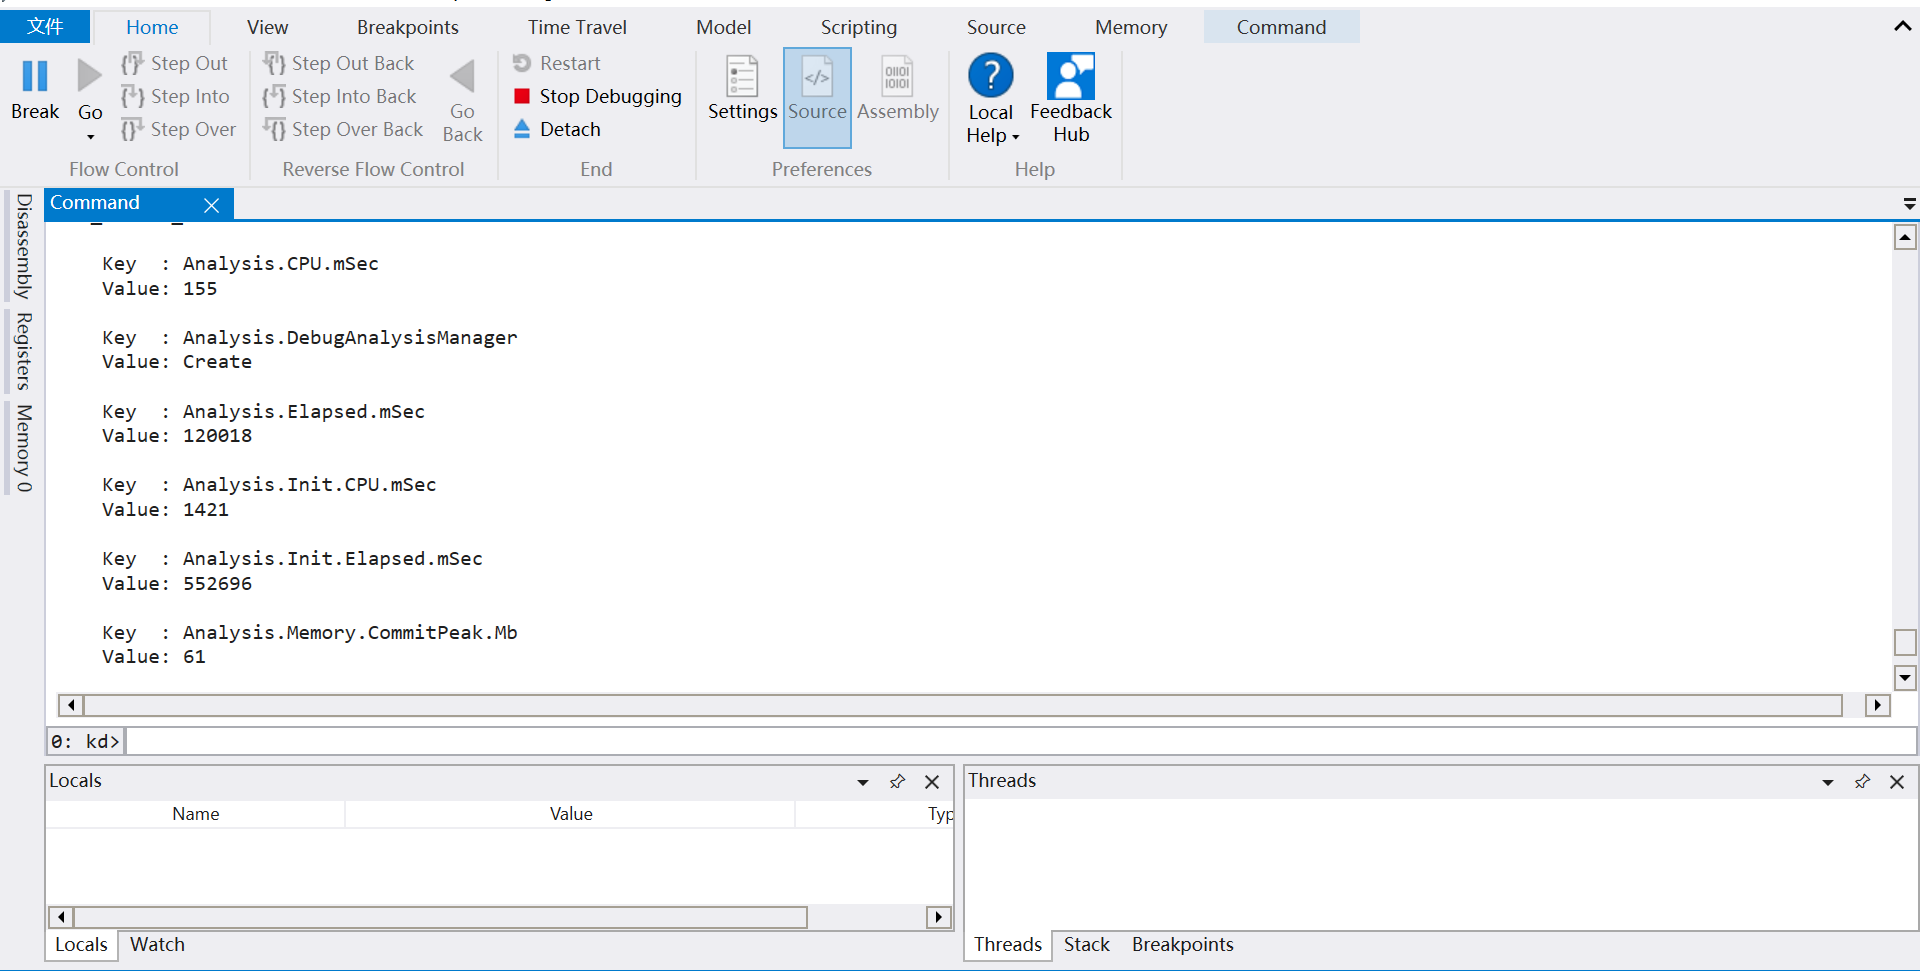 文件 Home View Breakpoints Time Travel Model Scripting Source Memory Command
Break
Go
Step Out
Step Into
Step Over
Flow Control
Step Out Back
Step Into Back
Step Over Back
Go Back
Reverse Flow Control
Restart
Stop Debugging
Detach
End
Settings
Source
Assembly
Preferences
Local Help
Feedback Hub
Help
Disassembly
Registers
Memory 0
Command
Key : Analysis.CPU.mSec
Value: 155
Key : Analysis.DebugAnalysisManager
Value: Create
Key : Analysis.Elapsed.mSec
Value: 120018
Key : Analysis.Init.CPU.mSec
Value: 1421
Key : Analysis.Init.Elapsed.mSec
Value: 552696
Key : Analysis.Memory.CommitPeak.Mb
Value: 61
0: kd>
Locals
Name Value Typ
Locals Watch
Threads
Threads Stack Breakpoints